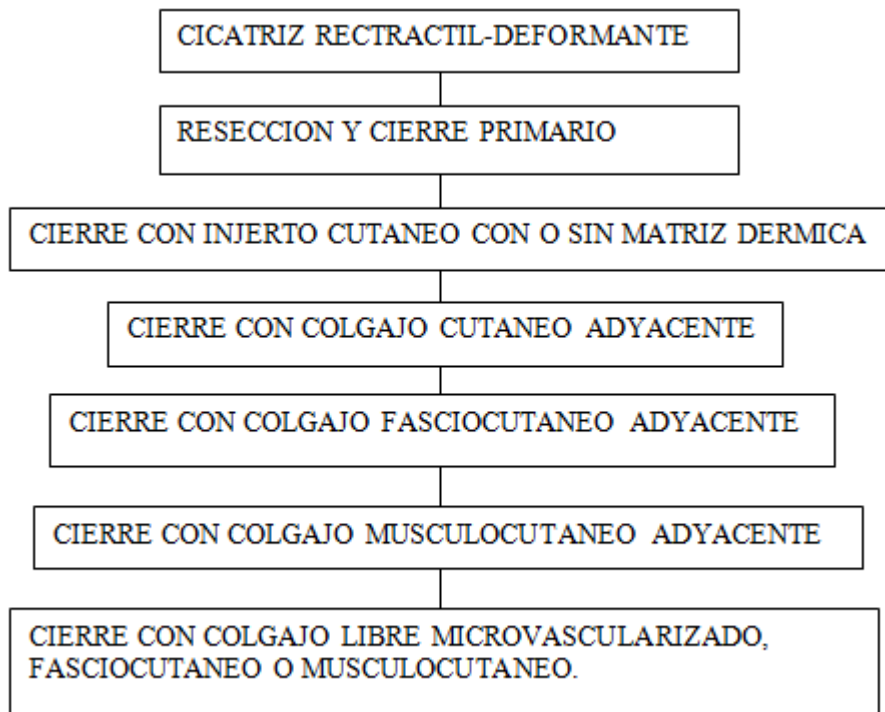 CICATRIZ RECTRACTIL-DEFORMANTE
RESECCION Y CIERRE PRIMARIO
CIERRE CON INJERTO CUTANEO CON O SIN MATRIZ DERMICA
CIERRE CON COLGAJO CUTANEO ADYACENTE
CIERRE CON COLGAJO FASCIOCUTANEO ADYACENTE
CIERRE CON COLGAJO MUSCULOCUTANEO ADYACENTE
CIERRE CON COLGAJO LIBRE MICROVASCULARIZADO,
FASCIOCUTANEO O MUSCULOCUTANEO.